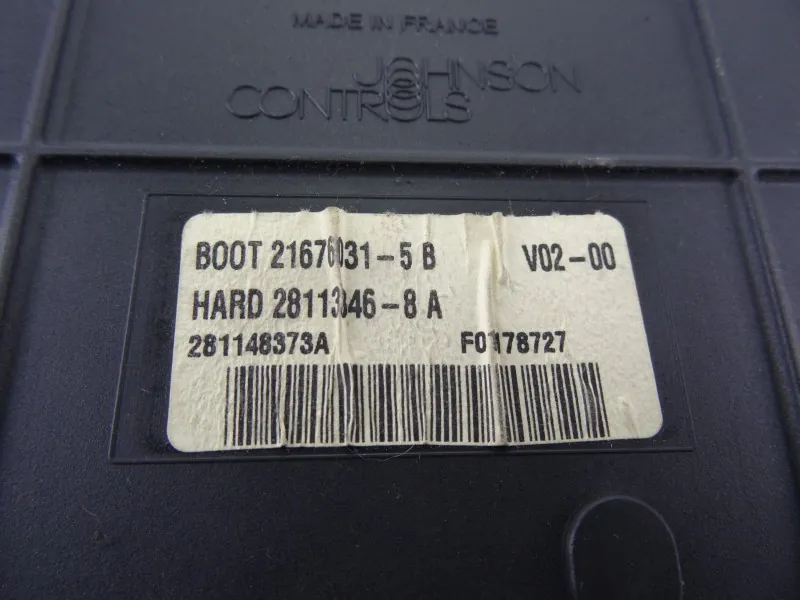 MADE IN FRANCE
JOHNSON
CONTROLS
BOOT 21676031-5 B V02-00
HARD 28113346-8 A
281148373A F0178727